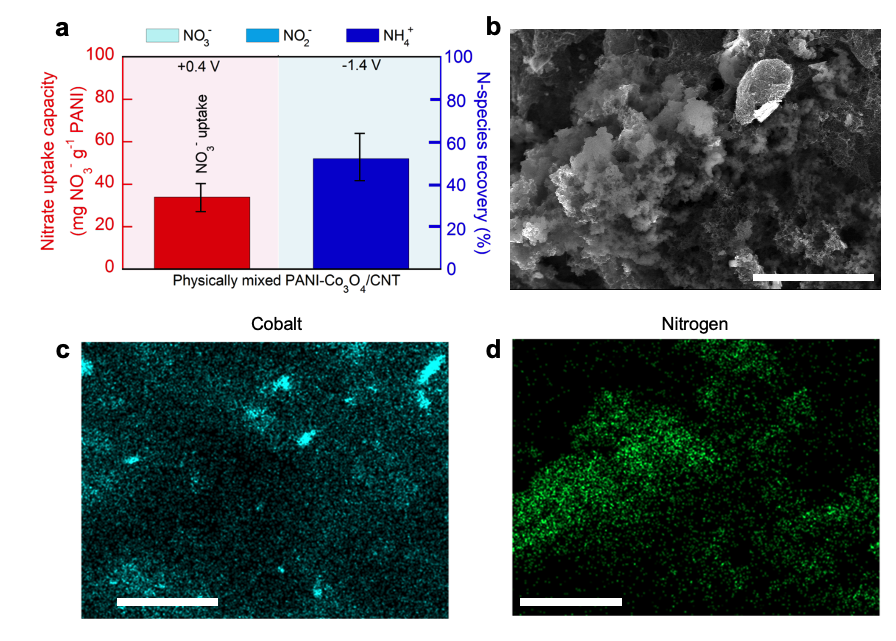 a
NO₃⁻ NO₂⁻ NH₄⁺
Nitrate uptake capacity
(mg NO₃⁻ g⁻¹ PANI)
100
80
60
40
20
0
+0.4 V
-1.4 V
NO₃⁻ uptake
100
80
60
40
20
0
N-species recovery (%)
Physically mixed PANI-Co₃O₄/CNT
b
Cobalt
c
Nitrogen
d